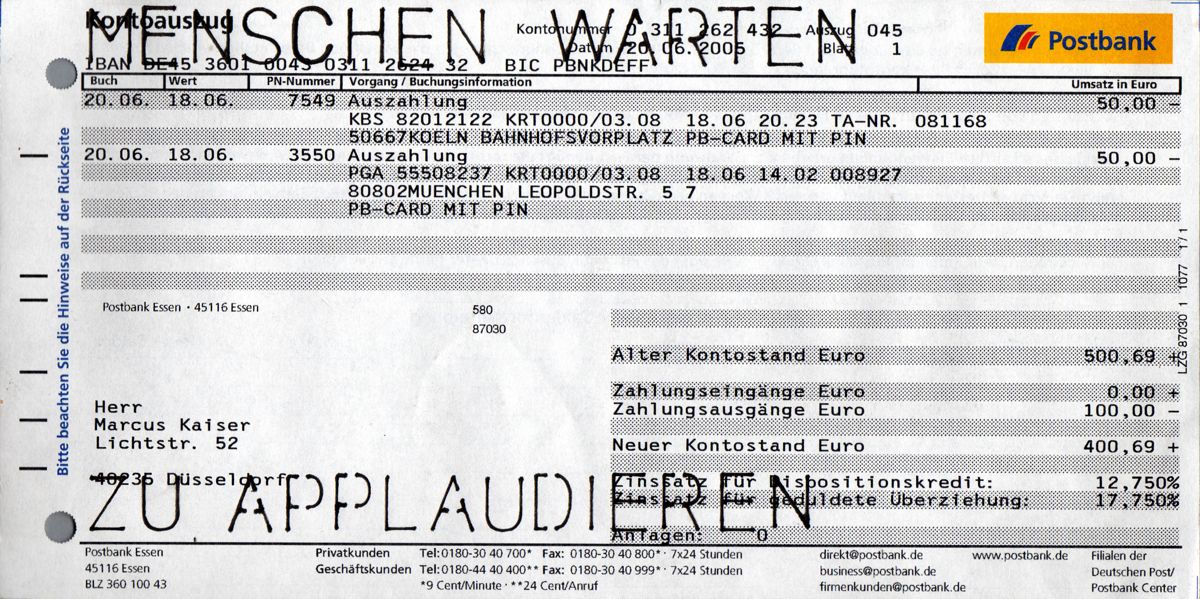 MENSCHEN WARTEN
Kontoauszug
Kontonummer 0 311 262 432 Auszug 045
Datum 20.06.2005 Blatt 1
Postbank
IBAN DE45 3601 0043 0311 2624 32 BIC PBNKDEFF
Buch Wert PN-Nummer Vorgang / Buchungsinformation Umsatz in Euro
20.06. 18.06. 7549 Auszahlung 50,00 -
KBS 82012122 KRT0000/03.08 18.06 20.23 TA-NR. 081168
50667KOELN BAHNHOFSVORPLATZ PB-CARD MIT PIN
20.06. 18.06. 3550 Auszahlung 50,00 -
PGA 55508237 KRT0000/03.08 18.06 14.02 008927
80802MUENCHEN LEOPOLDSTR. 5 7
PB-CARD MIT PIN
Bitte beachten Sie die Hinweise auf der Rückseite
LZG 87030 1 1077 17 1
Postbank Essen · 45116 Essen
580
87030
Alter Kontostand Euro 500,69 +
Zahlungseingänge Euro 0,00 +
Zahlungsausgänge Euro 100,00 -
Neuer Kontostand Euro 400,69 +
Herr
Marcus Kaiser
Lichtstr. 52
40235 Düsseldorf
Zinssatz für Dispositionskredit: 12,750%
Zinssatz für geduldete Überziehung: 17,750%
ZU APPLAUDIEREN
Anlagen: 0
Postbank Essen
45116 Essen
BLZ 360 100 43
Privatkunden Tel:0180-30 40 700* Fax: 0180-30 40 800* · 7x24 Stunden
Geschäftskunden Tel:0180-44 40 400** Fax: 0180-30 40 999* · 7x24 Stunden
*9 Cent/Minute · **24 Cent/Anruf
direkt@postbank.de
business@postbank.de
firmenkunden@postbank.de
www.postbank.de
Filialen der
Deutschen Post/
Postbank Center